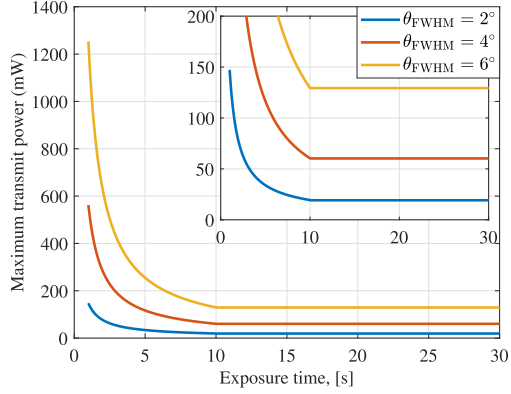 Maximum transmit power (mW)
1400
1200
1000
800
600
400
200
0
0 5 10 15 20 25 30
Exposure time, [s]
200
150
100
50
0
0 10 20 30
θFWHM = 2°
θFWHM = 4°
θFWHM = 6°